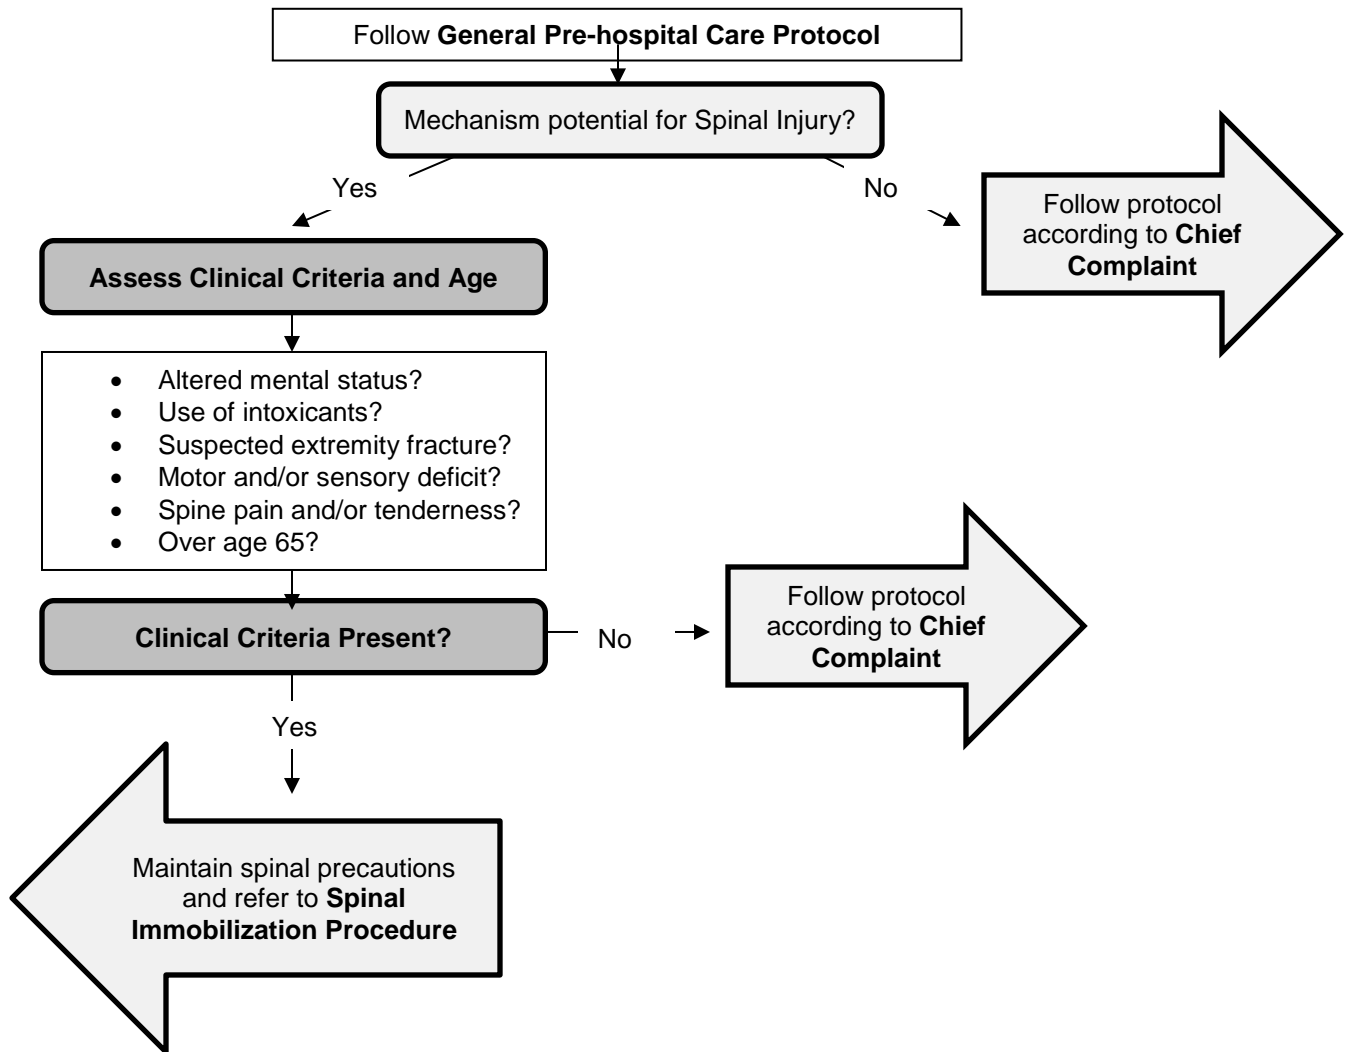 Follow General Pre-hospital Care Protocol
Mechanism potential for Spinal Injury?
Yes
No
Follow protocol
according to Chief
Complaint
Assess Clinical Criteria and Age
• Altered mental status?
• Use of intoxicants?
• Suspected extremity fracture?
• Motor and/or sensory deficit?
• Spine pain and/or tenderness?
• Over age 65?
Clinical Criteria Present?
No
Follow protocol
according to Chief
Complaint
Yes
Maintain spinal precautions
and refer to Spinal
Immobilization Procedure